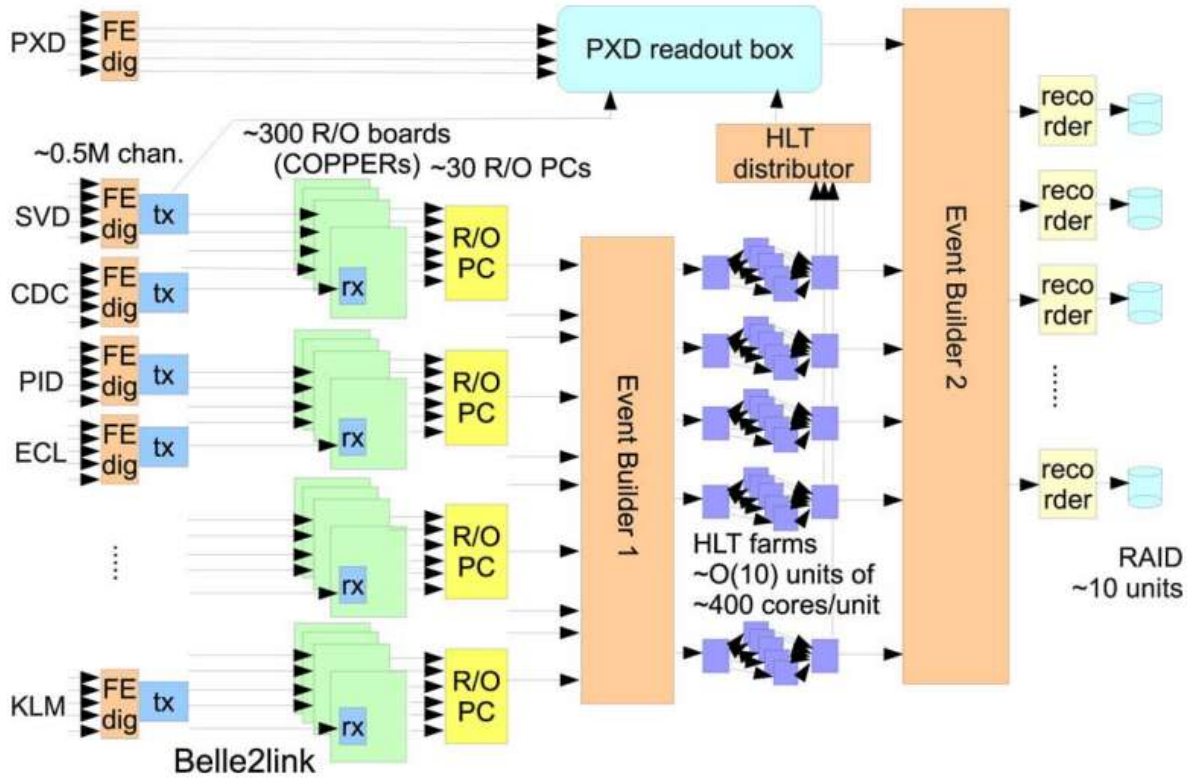 PXD
FE
dig
PXD readout box
~300 R/O boards
(COPPERs)
~30 R/O PCs
~0.5M chan.
HLT
distributor
SVD
FE
dig
tx
CDC
FE
dig
tx
PID
FE
dig
tx
ECL
FE
dig
tx
......
KLM
FE
dig
tx
rx
rx
rx
rx
R/O
PC
R/O
PC
R/O
PC
R/O
PC
Belle2link
Event Builder 1
HLT farms
~O(10) units of
~400 cores/unit
Event Builder 2
reco
rder
reco
rder
reco
rder
......
reco
rder
RAID
~10 units